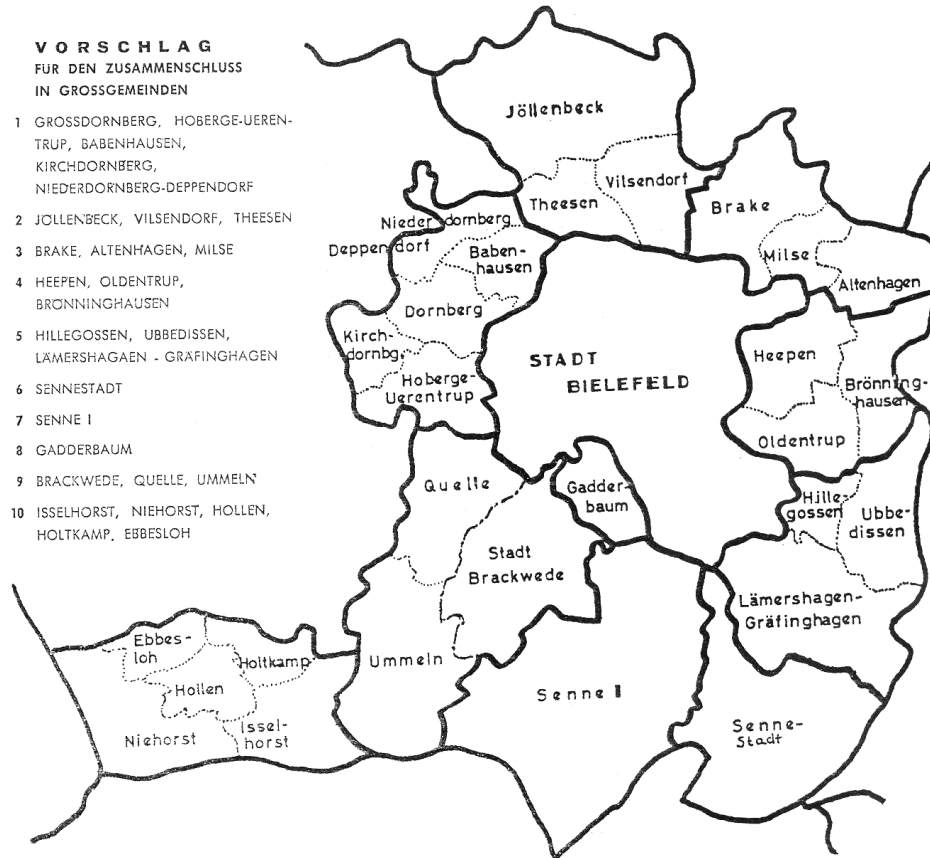 VORSCHLAG
FÜR DEN ZUSAMMENSCHLUSS
IN GROSSGEMEINDEN
1 GROSSDORNBERG, HOBERGE-UEREN-
TRUP, BABENHAUSEN,
KIRCHDORNBERG,
NIEDERDORNBERG-DEPPENDORF
2 JÖLLENBECK, VILSENDORF, THEESEN
3 BRAKE, ALTENHAGEN, MILSE
4 HEEPEN, OLDENTRUP,
BRÖNNINGHAUSEN
5 HILLEGOSSEN, UBBEDISSEN,
LÄMERSHAGAEN - GRÄFINGHAGEN
6 SENNESTADT
7 SENNE I
8 GADDERBAUM
9 BRACKWEDE, QUELLE, UMMELN
10 ISSELHORST, NIEHORST, HOLLEN,
HOLTKAMP, EBBESLOH
Jöllenbeck
Vilsendorf
Theesen
Brake
Milse
Altenhagen
Nieder dornberg
Deppendorf
Baben-
hausen
Dornberg
Kirch-
dornbg.
Hoberge-
Uerentrup
STADT
BIELEFELD
Heepen
Brönning-
hausen
Oldentrup
Quelle
Gadder-
baum
Hille-
gossen
Ubbe-
dissen
Stadt
Brackwede
Lämershagen-
Gräfinghagen
Ebbes-
loh
Holtkamp
Hollen
Ummeln
Niehorst
Issel-
horst
Senne I
Senne-
Stadt